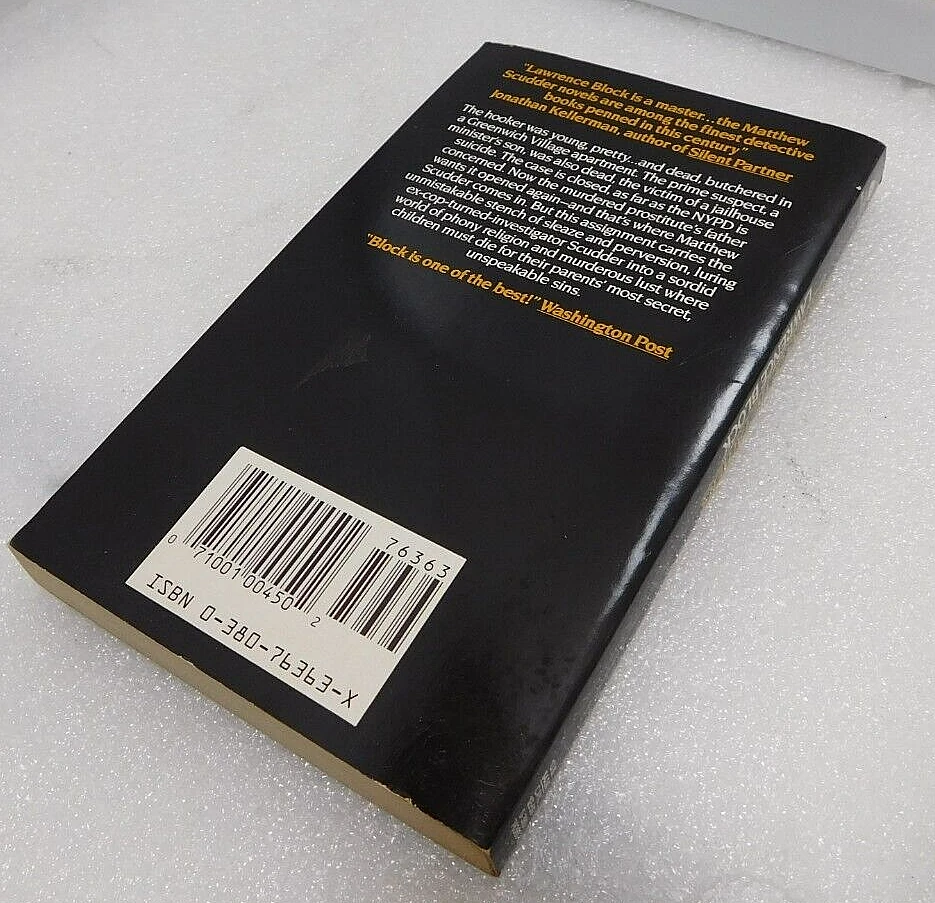 "Lawrence Block is a master...the Matthew
Scudder novels are among the finest detective
books penned in this century"
Jonathan Kellerman, author of Silent Partner
The hooker was young, pretty...and dead, butchered in
a Greenwich Village apartment. The prime suspect, a
minister's son, was also dead, the victim of a jailhouse
suicide. The case is closed, as far as the NYPD is
concerned. Now the murdered prostitute's father
wants it opened again—and that's where Matthew
Scudder comes in. But this assignment carries the
unmistakable stench of sleaze and perversion, luring
ex-cop-turned-investigator Scudder into a sordid
world of phony religion and murderous lust where
children must die for their parents' most secret,
unspeakable sins.
"Block is one of the best!" Washington Post
76363
0 71001 00450 2
ISBN 0-380-76363-X